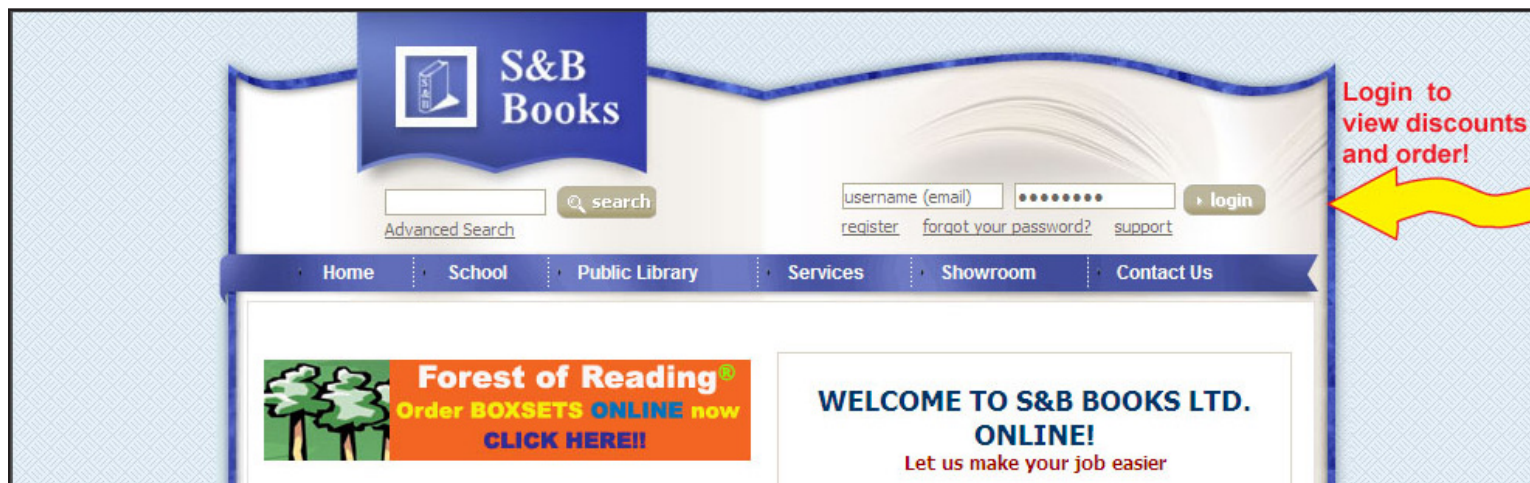 S&B
Books
S&B
Login to
view discounts
and order!
search
username (email) •••••••• login
Advanced Search
register forgot your password? support
Home School Public Library Services Showroom Contact Us
Forest of Reading®
Order BOXSETS ONLINE now
CLICK HERE!!
WELCOME TO S&B BOOKS LTD.
ONLINE!
Let us make your job easier